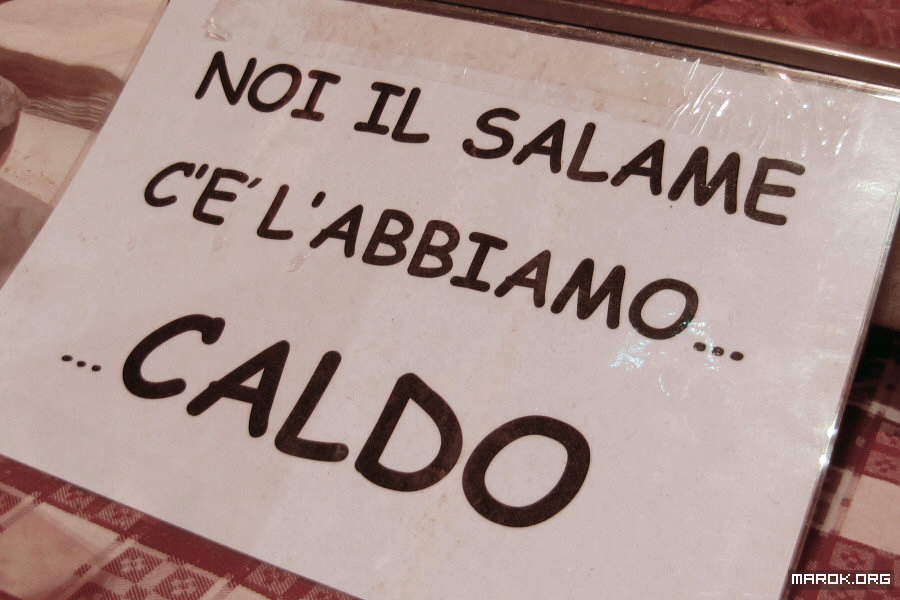 NOI IL SALAME
C'E' L'ABBIAMO...
... CALDO
MAROK.ORG